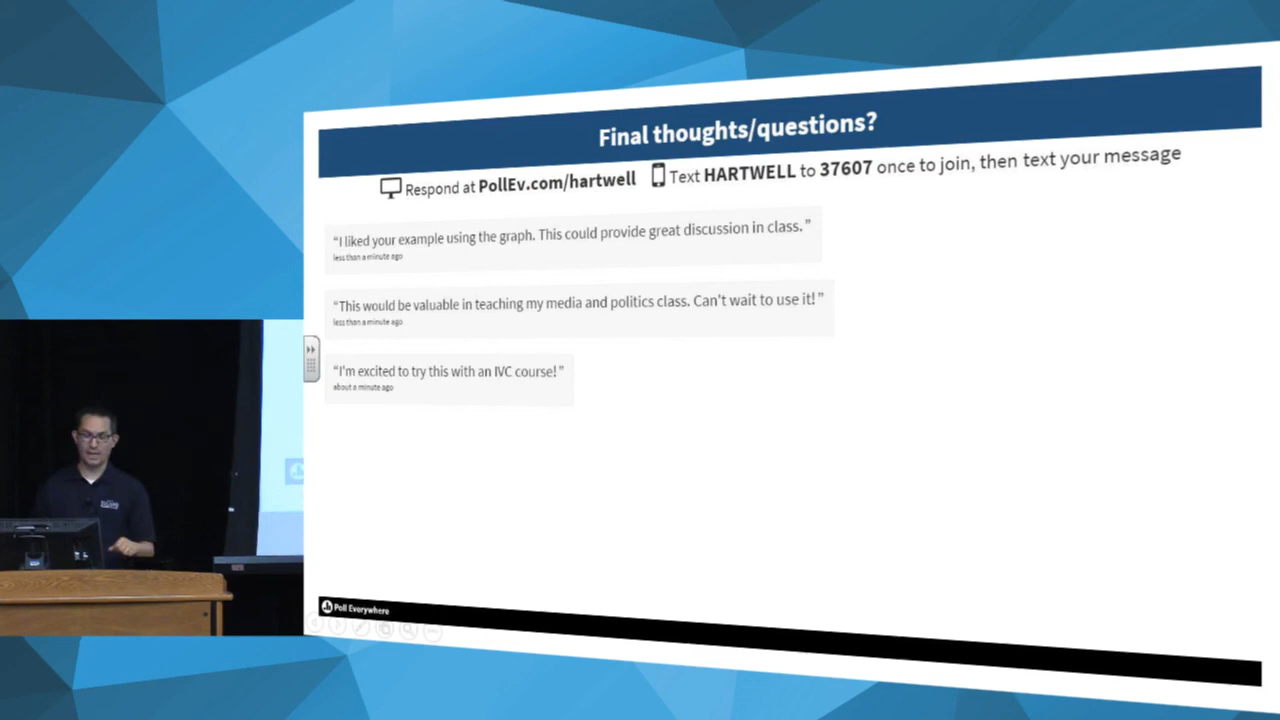 Final thoughts/questions?
Respond at PollEv.com/hartwell Text HARTWELL to 37607 once to join, then text your message
“I liked your example using the graph. This could provide great discussion in class.”
less than a minute ago
“This would be valuable in teaching my media and politics class. Can't wait to use it!”
less than a minute ago
“I'm excited to try this with an IVC course!”
about a minute ago
Poll Everywhere